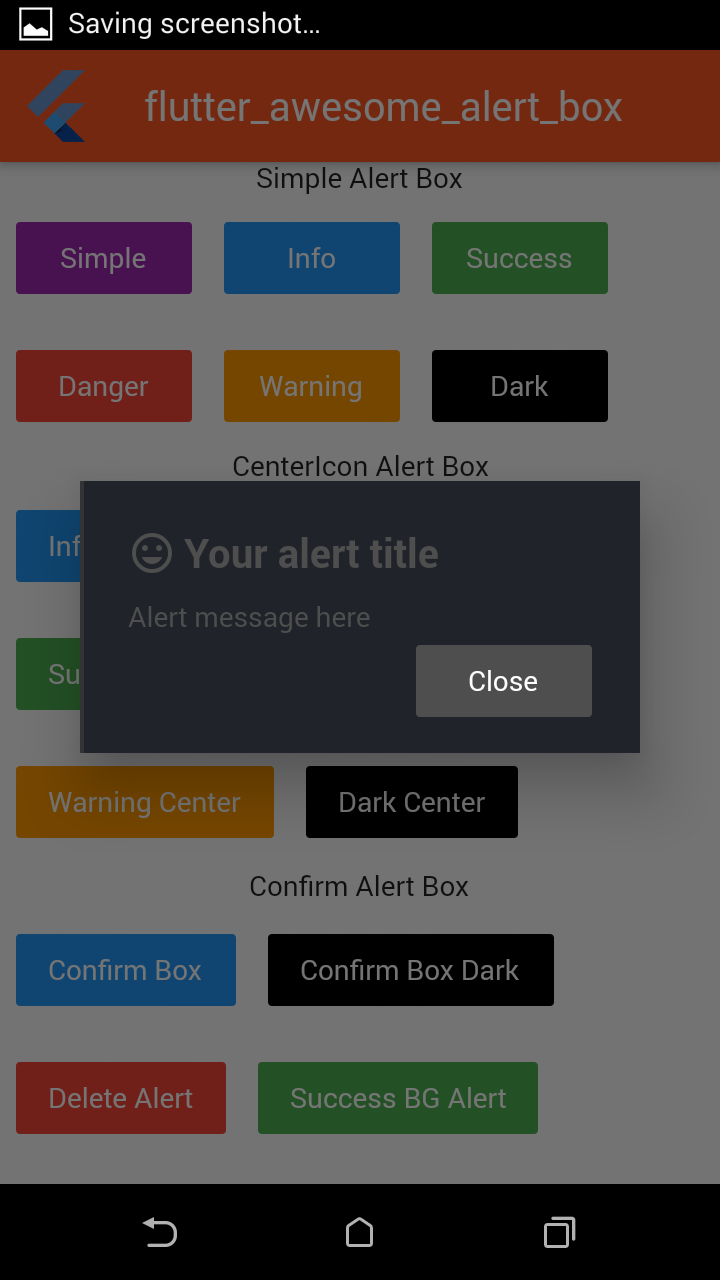 Saving screenshot...
flutter_awesome_alert_box
Simple Alert Box
Simple Info Success
Danger Warning Dark
CenterIcon Alert Box
Inf
Your alert title
Alert message here
Su
Close
Warning Center Dark Center
Confirm Alert Box
Confirm Box Confirm Box Dark
Delete Alert Success BG Alert